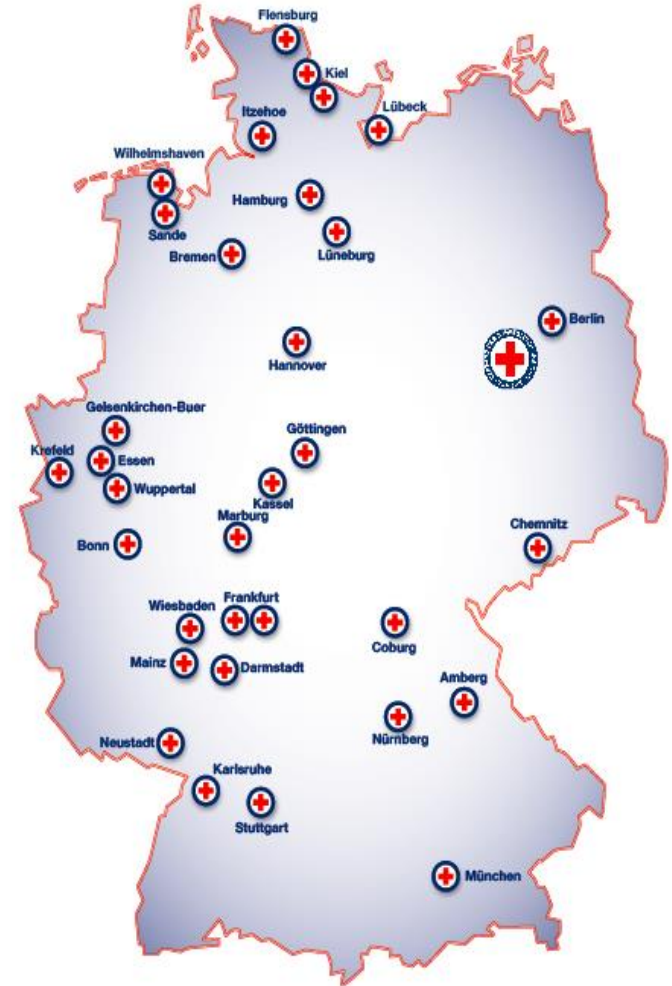 Flensburg
Kiel
Lübeck
Itzehoe
Wilhelmshaven
Hamburg
Sande
Lüneburg
Bremen
Berlin
Hannover
Gelsenkirchen-Buer
Göttingen
Krefeld
Essen
Wuppertal
Kassel
Marburg
Chemnitz
Bonn
Frankfurt
Wiesbaden
Coburg
Mainz
Darmstadt
Amberg
Nürnberg
Neustadt
Karlsruhe
Stuttgart
München